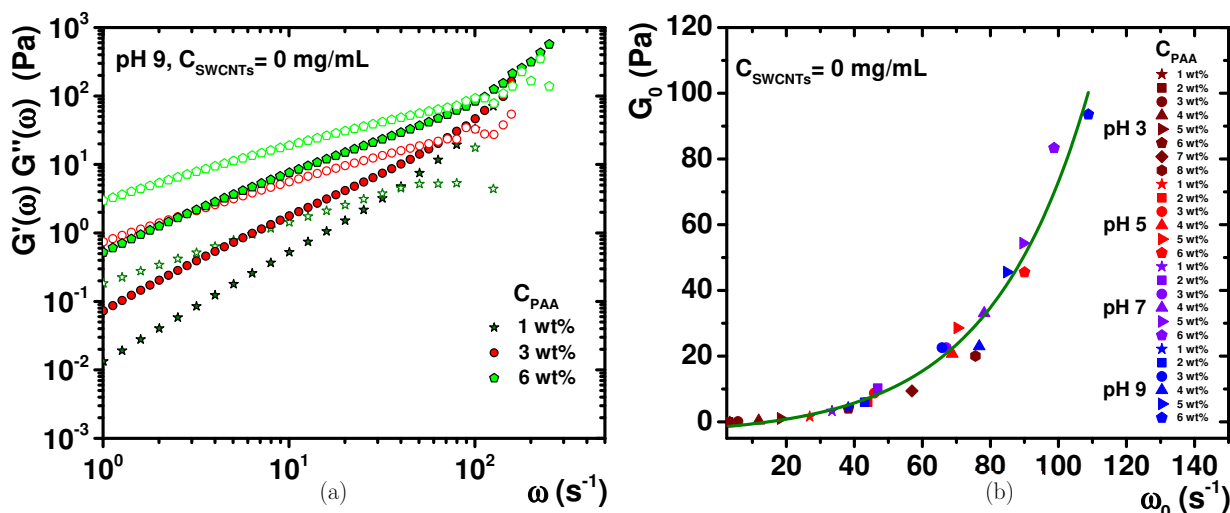 G'(ω) G''(ω) (Pa)
10³
10²
10¹
10⁰
10⁻¹
10⁻²
10⁻³
pH 9, C_SWCNTs = 0 mg/mL
C_PAA
1 wt%
3 wt%
6 wt%
10⁰ 10¹ 10² 
ω (s⁻¹)
(a)
G₀ (Pa)
120
100
80
60
40
20
0
C_SWCNTs = 0 mg/mL
C_PAA
pH 3
1 wt%
2 wt%
3 wt%
4 wt%
5 wt%
6 wt%
7 wt%
8 wt%
pH 5
1 wt%
2 wt%
3 wt%
4 wt%
5 wt%
6 wt%
pH 7
1 wt%
2 wt%
3 wt%
4 wt%
5 wt%
6 wt%
pH 9
1 wt%
2 wt%
3 wt%
4 wt%
5 wt%
6 wt%
20 40 60 80 100 120 140
ω₀ (s⁻¹)
(b)